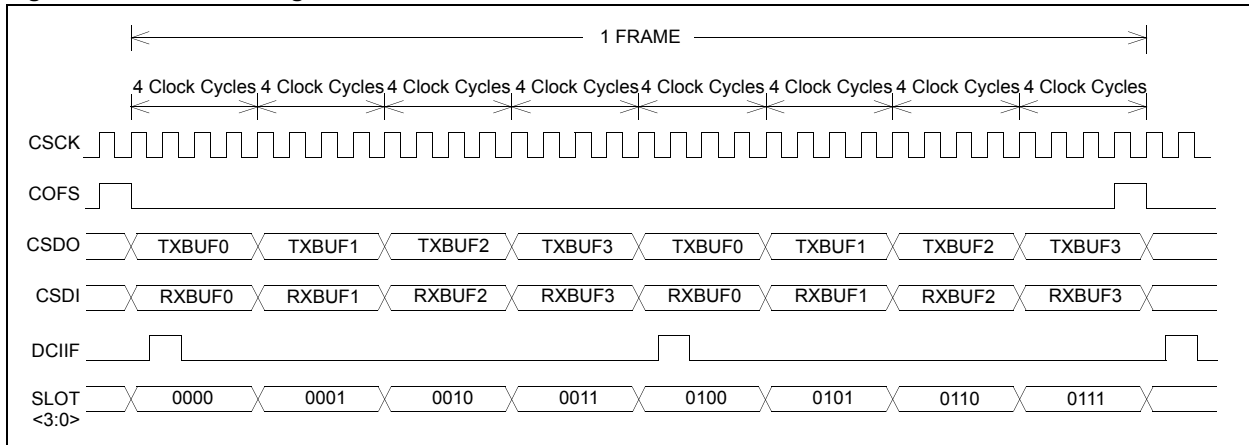 1 FRAME
4 Clock Cycles 4 Clock Cycles 4 Clock Cycles 4 Clock Cycles 4 Clock Cycles 4 Clock Cycles 4 Clock Cycles 4 Clock Cycles
CSCK
COFS
CSDO TXBUF0 TXBUF1 TXBUF2 TXBUF3 TXBUF0 TXBUF1 TXBUF2 TXBUF3
CSDI RXBUF0 RXBUF1 RXBUF2 RXBUF3 RXBUF0 RXBUF1 RXBUF2 RXBUF3
DCIIF
SLOT 0000 0001 0010 0011 0100 0101 0110 0111
<3:0>